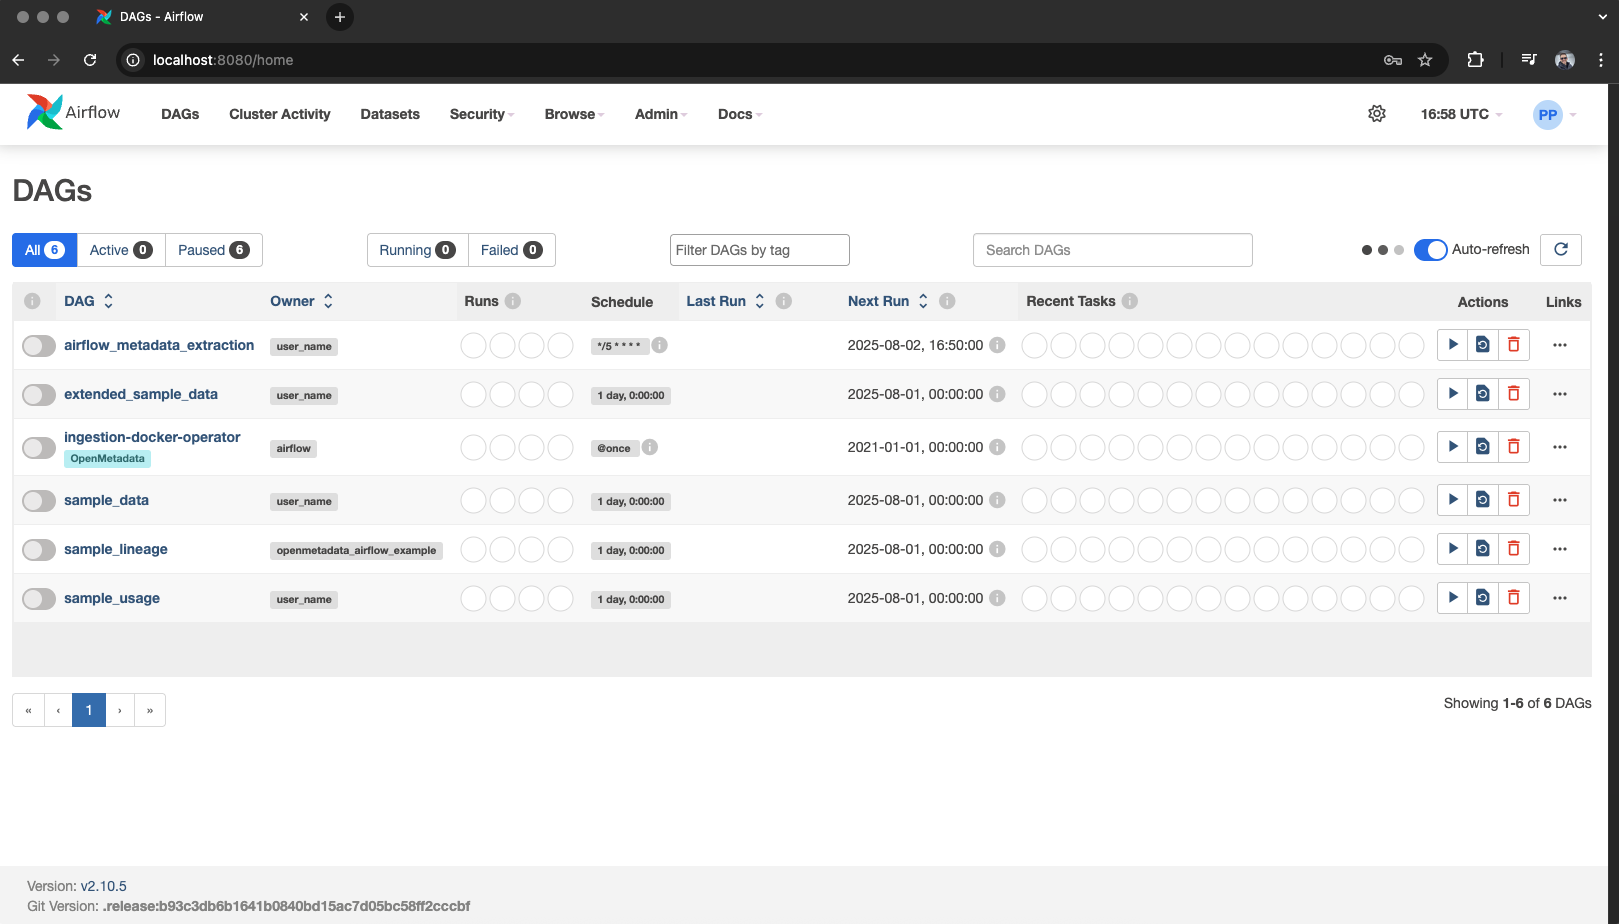 DAGs - Airflow
localhost:8080/home
Airflow DAGs Cluster Activity Datasets Security Browse Admin Docs 16:58 UTC PP
DAGs
All 6 Active 0 Paused 6 Running 0 Failed 0 Filter DAGs by tag Search DAGs Auto-refresh
DAG Owner Runs Schedule Last Run Next Run Recent Tasks Actions Links
airflow_metadata_extraction user_name */5 * * * * 2025-08-02, 16:50:00
extended_sample_data user_name 1 day, 0:00:00 2025-08-01, 00:00:00
ingestion-docker-operator airflow @once 2021-01-01, 00:00:00
OpenMetadata
sample_data user_name 1 day, 0:00:00 2025-08-01, 00:00:00
sample_lineage openmetadata_airflow_example 1 day, 0:00:00 2025-08-01, 00:00:00
sample_usage user_name 1 day, 0:00:00 2025-08-01, 00:00:00
« ‹ 1 › » Showing 1-6 of 6 DAGs
Version: v2.10.5
Git Version: .release:b93c3db6b1641b0840bd15ac7d05bc58ff2cccbf